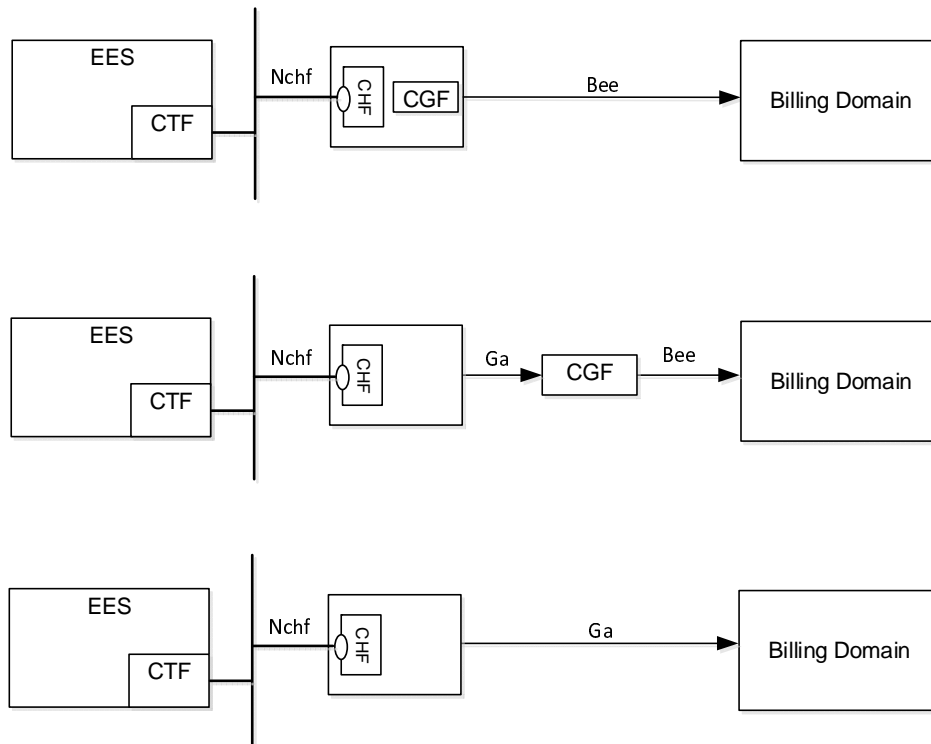 EES
CTF
Nchf
CHF
CGF
Bee
Billing Domain
EES
CTF
Nchf
CHF
Ga
CGF
Bee
Billing Domain
EES
CTF
Nchf
CHF
Ga
Billing Domain